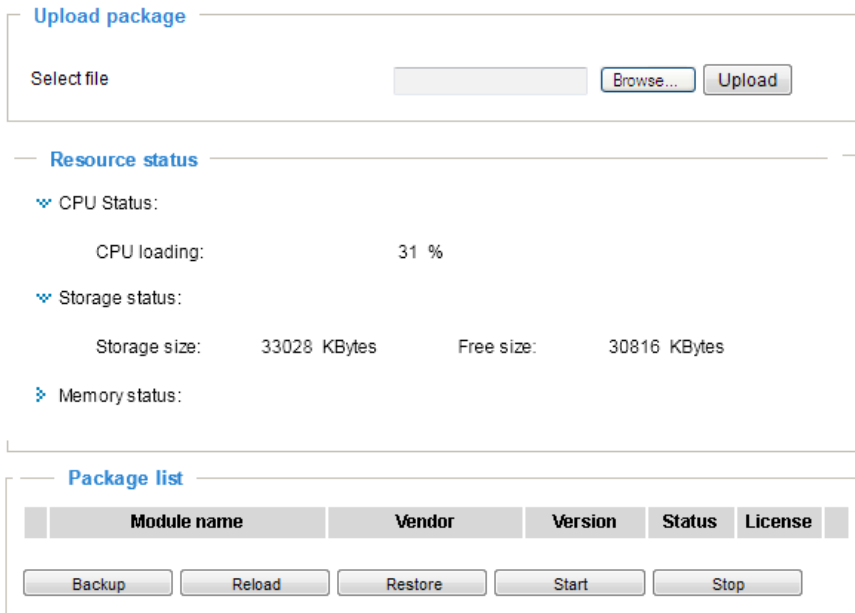 Upload package
Select file Browse... Upload
Resource status
CPU Status:
CPU loading: 31 %
Storage status:
Storage size: 33028 KBytes Free size: 30816 KBytes
Memory status:
Package list
Module name Vendor Version Status License
Backup Reload Restore Start Stop